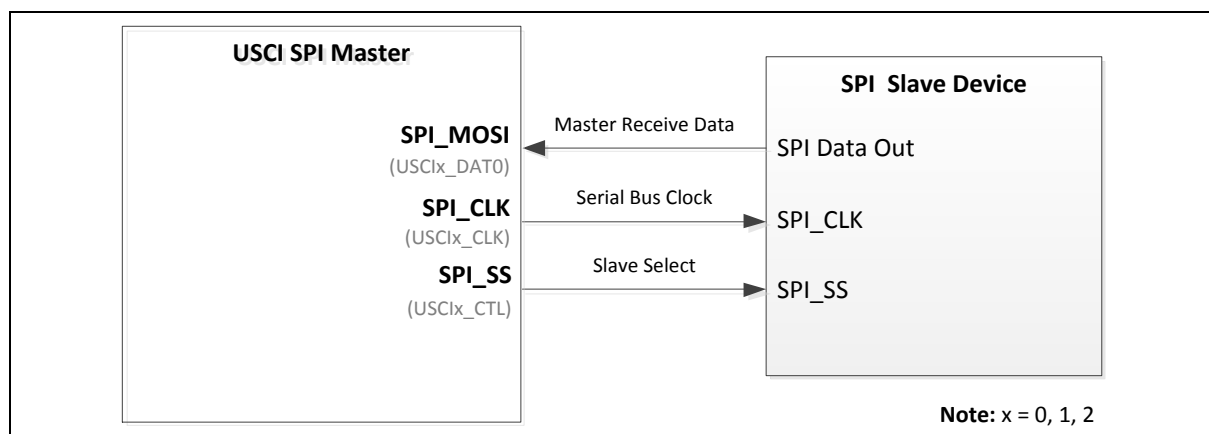 USCI SPI Master
SPI Slave Device
SPI_MOSI
(USCIx_DAT0)
Master Receive Data
SPI Data Out
SPI_CLK
(USCIx_CLK)
Serial Bus Clock
SPI_CLK
SPI_SS
(USCIx_CTL)
Slave Select
SPI_SS
Note: x = 0, 1, 2